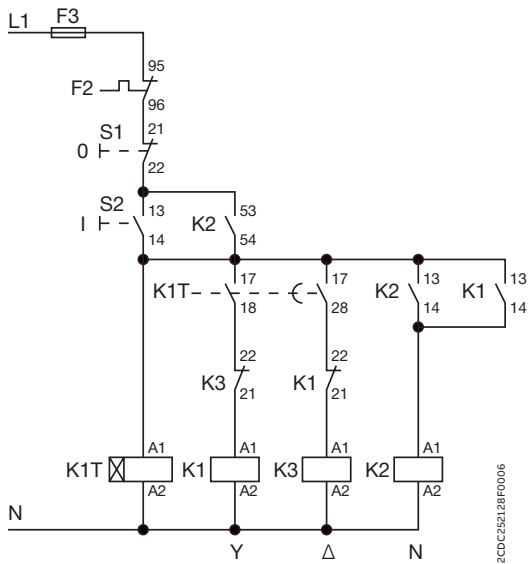 L1 F3
95
F2
96
S1 21
0
22
S2 13 53
I K2
14 54
17 17 13 13
K1T K2 K1
18 28 14 14
22 22
K3 K1
21 21
A1 A1 A1 A1
K1T K1 K3 K2
A2 A2 A2 A2
N
Y Δ N
2CDC252128F0006